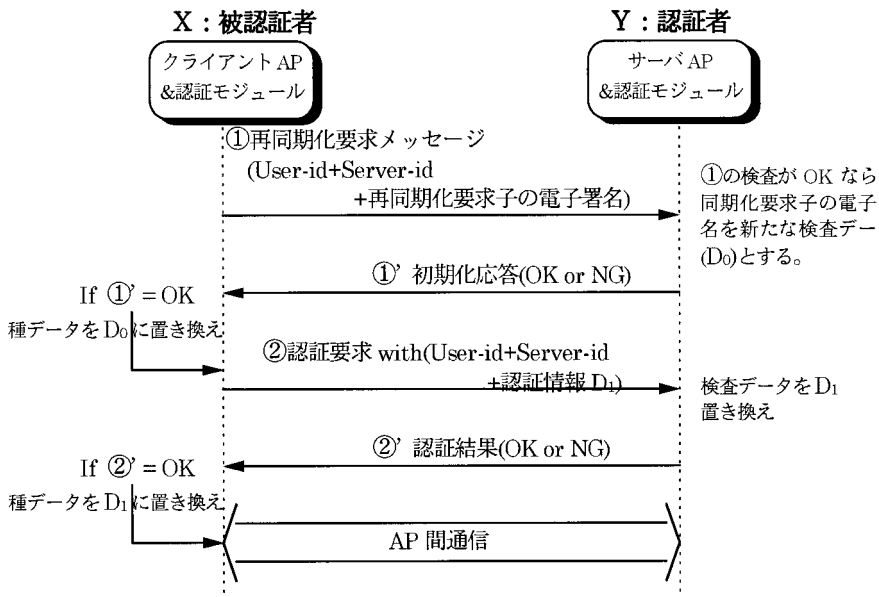 X：被認証者
Y：認証者
クライアントAP
&認証モジュール
サーバAP
&認証モジュール
①再同期化要求メッセージ
(User-id+Server-id
+再同期化要求子の電子署名)
①の検査が OK なら
同期化要求子の電子
名を新たな検査デー
(D₀)とする。
①' 初期化応答(OK or NG)
If ①' = OK
種データをD₀に置き換え
②認証要求 with(User-id+Server-id
+認証情報 D₁)
検査データをD₁
置き換え
②' 認証結果(OK or NG)
If ②' = OK
種データをD₁に置き換え
AP 間通信